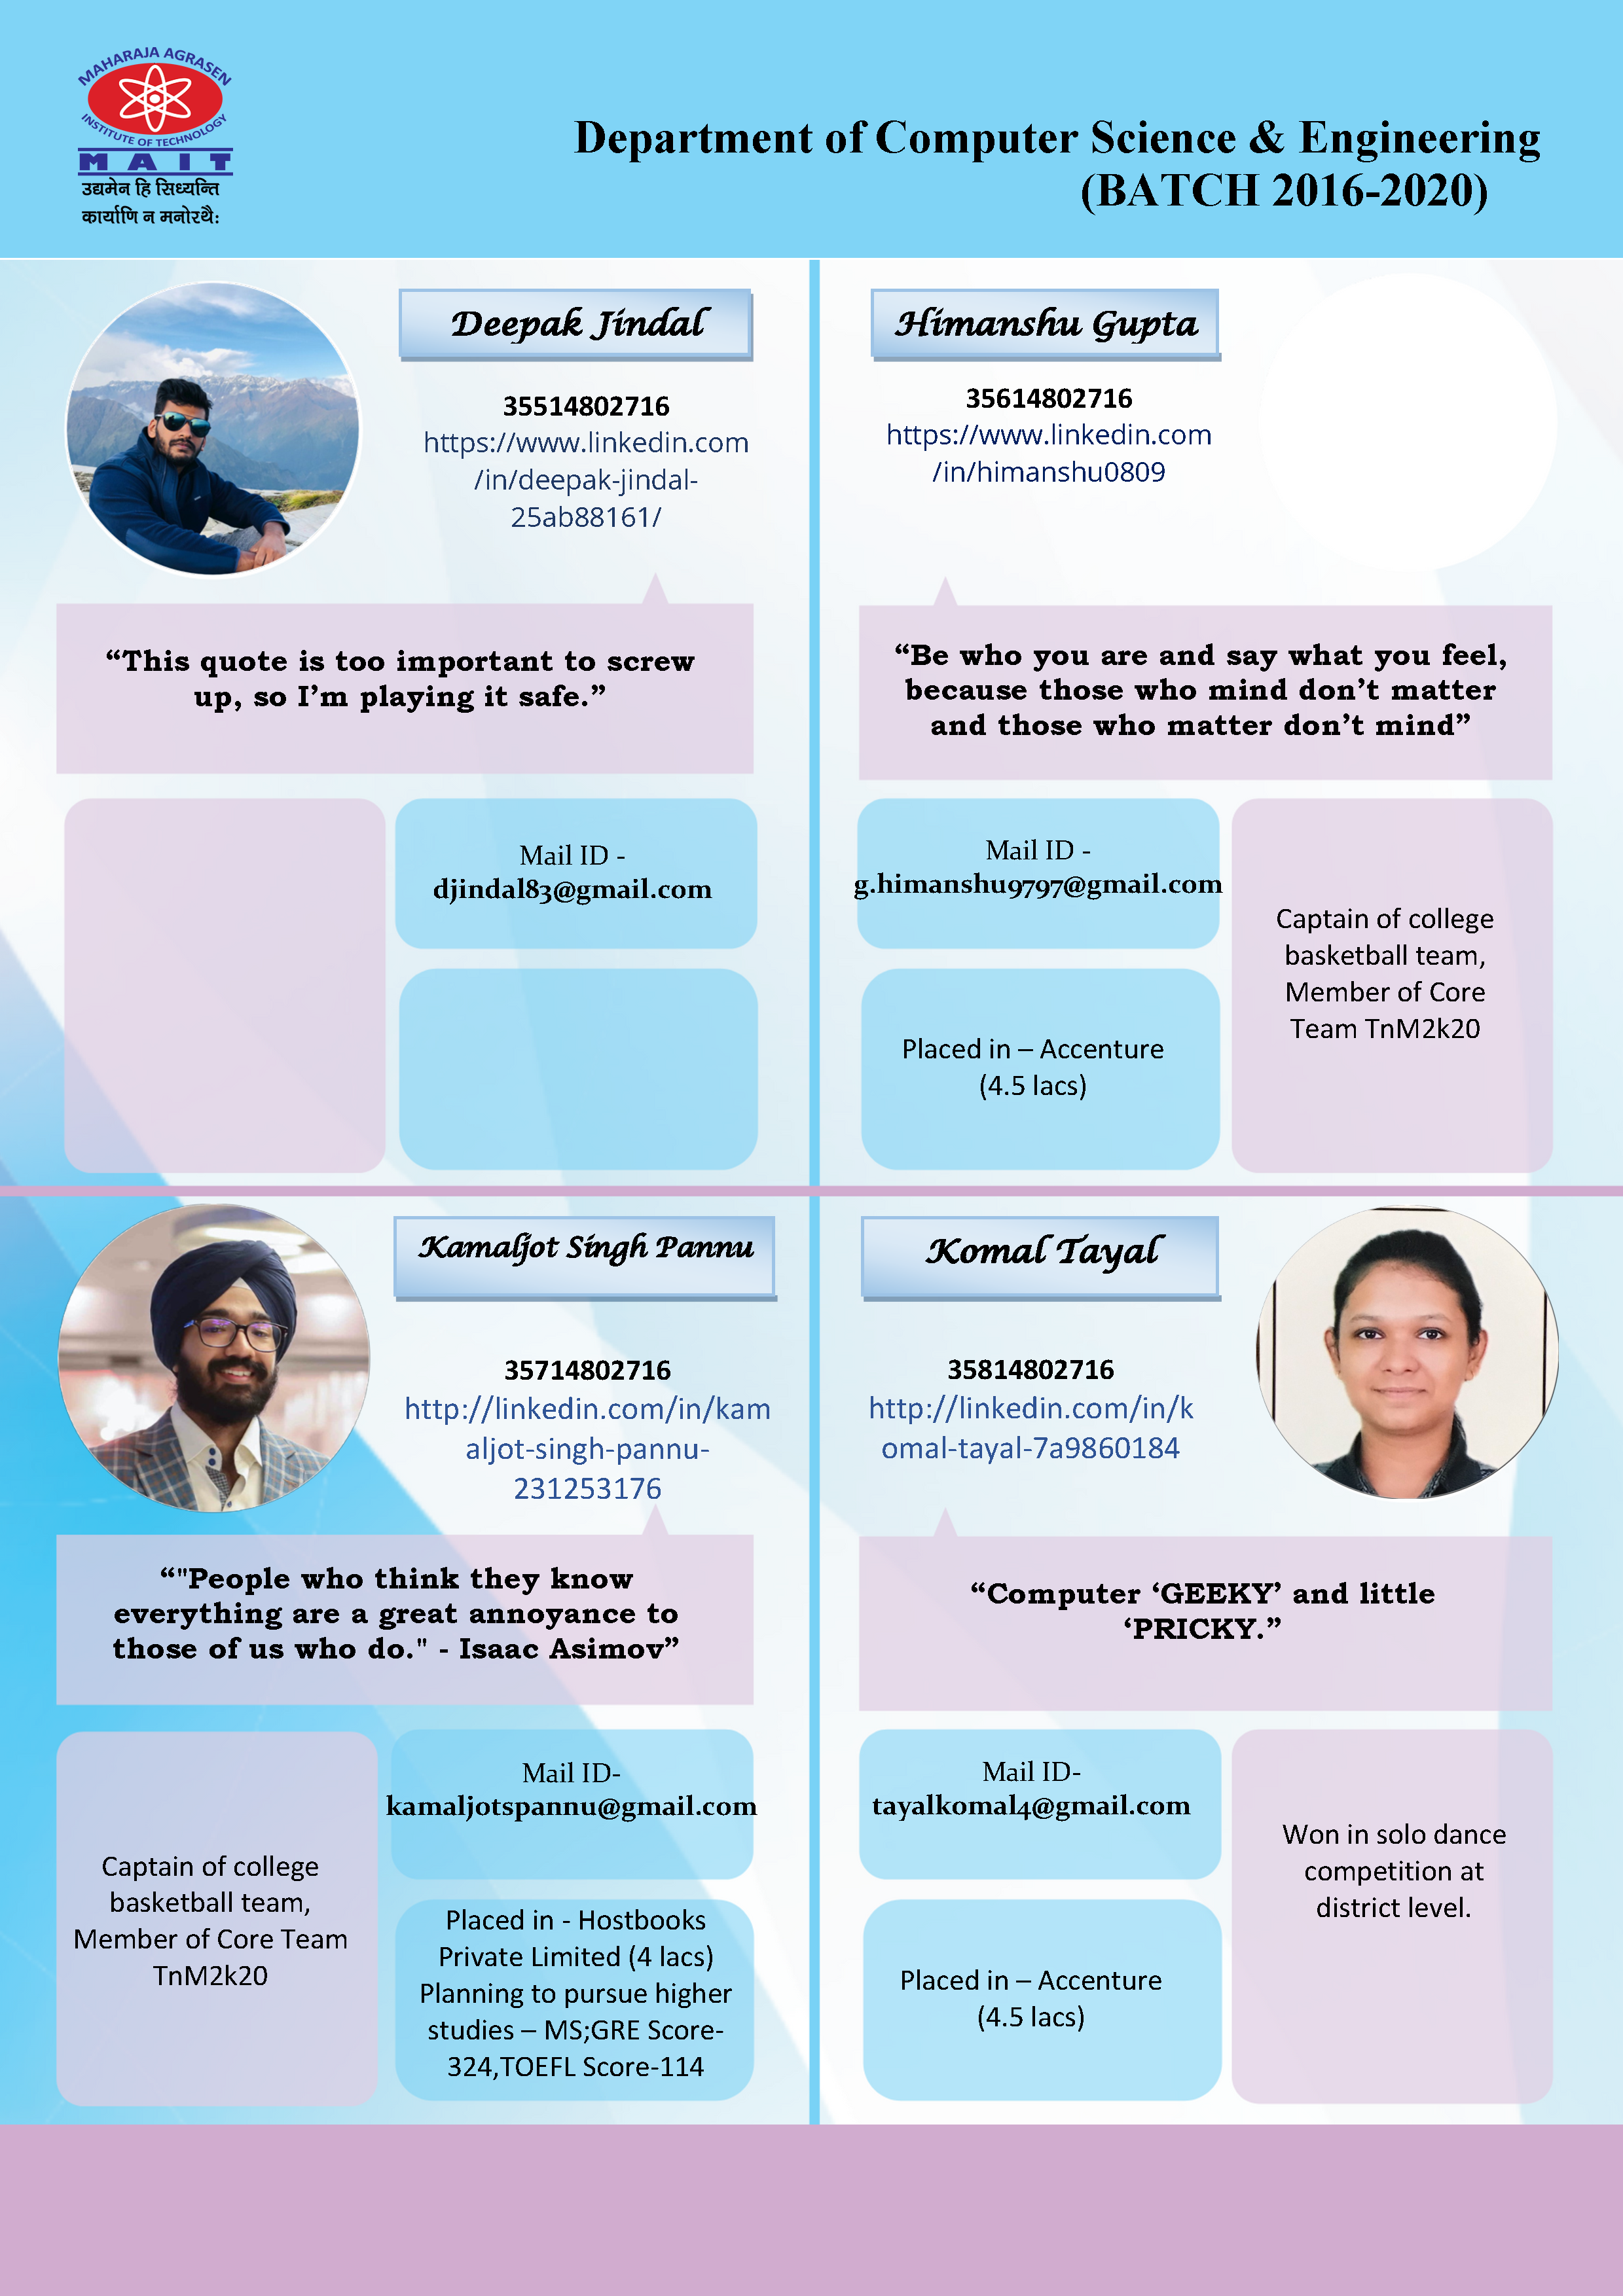 MAHARAJA AGRASEN
INSTITUTE OF TECHNOLOGY
MAIT
उद्यमेन हि सिध्यन्ति
कार्याणि न मनोरथैः
Department of Computer Science & Engineering
(BATCH 2016-2020)
Deepak Jindal
35514802716
https://www.linkedin.com
/in/deepak-jindal-
25ab88161/
“This quote is too important to screw
up, so I’m playing it safe.”
Mail ID -
djindal83@gmail.com
Himanshu Gupta
35614802716
https://www.linkedin.com
/in/himanshu0809
“Be who you are and say what you feel,
because those who mind don’t matter
and those who matter don’t mind”
Mail ID -
g.himanshu9797@gmail.com
Placed in – Accenture
(4.5 lacs)
Captain of college
basketball team,
Member of Core
Team TnM2k20
Kamaljot Singh Pannu
35714802716
http://linkedin.com/in/kam
aljot-singh-pannu-
231253176
“"People who think they know
everything are a great annoyance to
those of us who do." - Isaac Asimov”
Captain of college
basketball team,
Member of Core Team
TnM2k20
Mail ID-
kamaljotspannu@gmail.com
Placed in - Hostbooks
Private Limited (4 lacs)
Planning to pursue higher
studies – MS;GRE Score-
324,TOEFL Score-114
Komal Tayal
35814802716
http://linkedin.com/in/k
omal-tayal-7a9860184
“Computer ‘GEEKY’ and little
‘PRICKY.”
Mail ID-
tayalkomal4@gmail.com
Placed in – Accenture
(4.5 lacs)
Won in solo dance
competition at
district level.